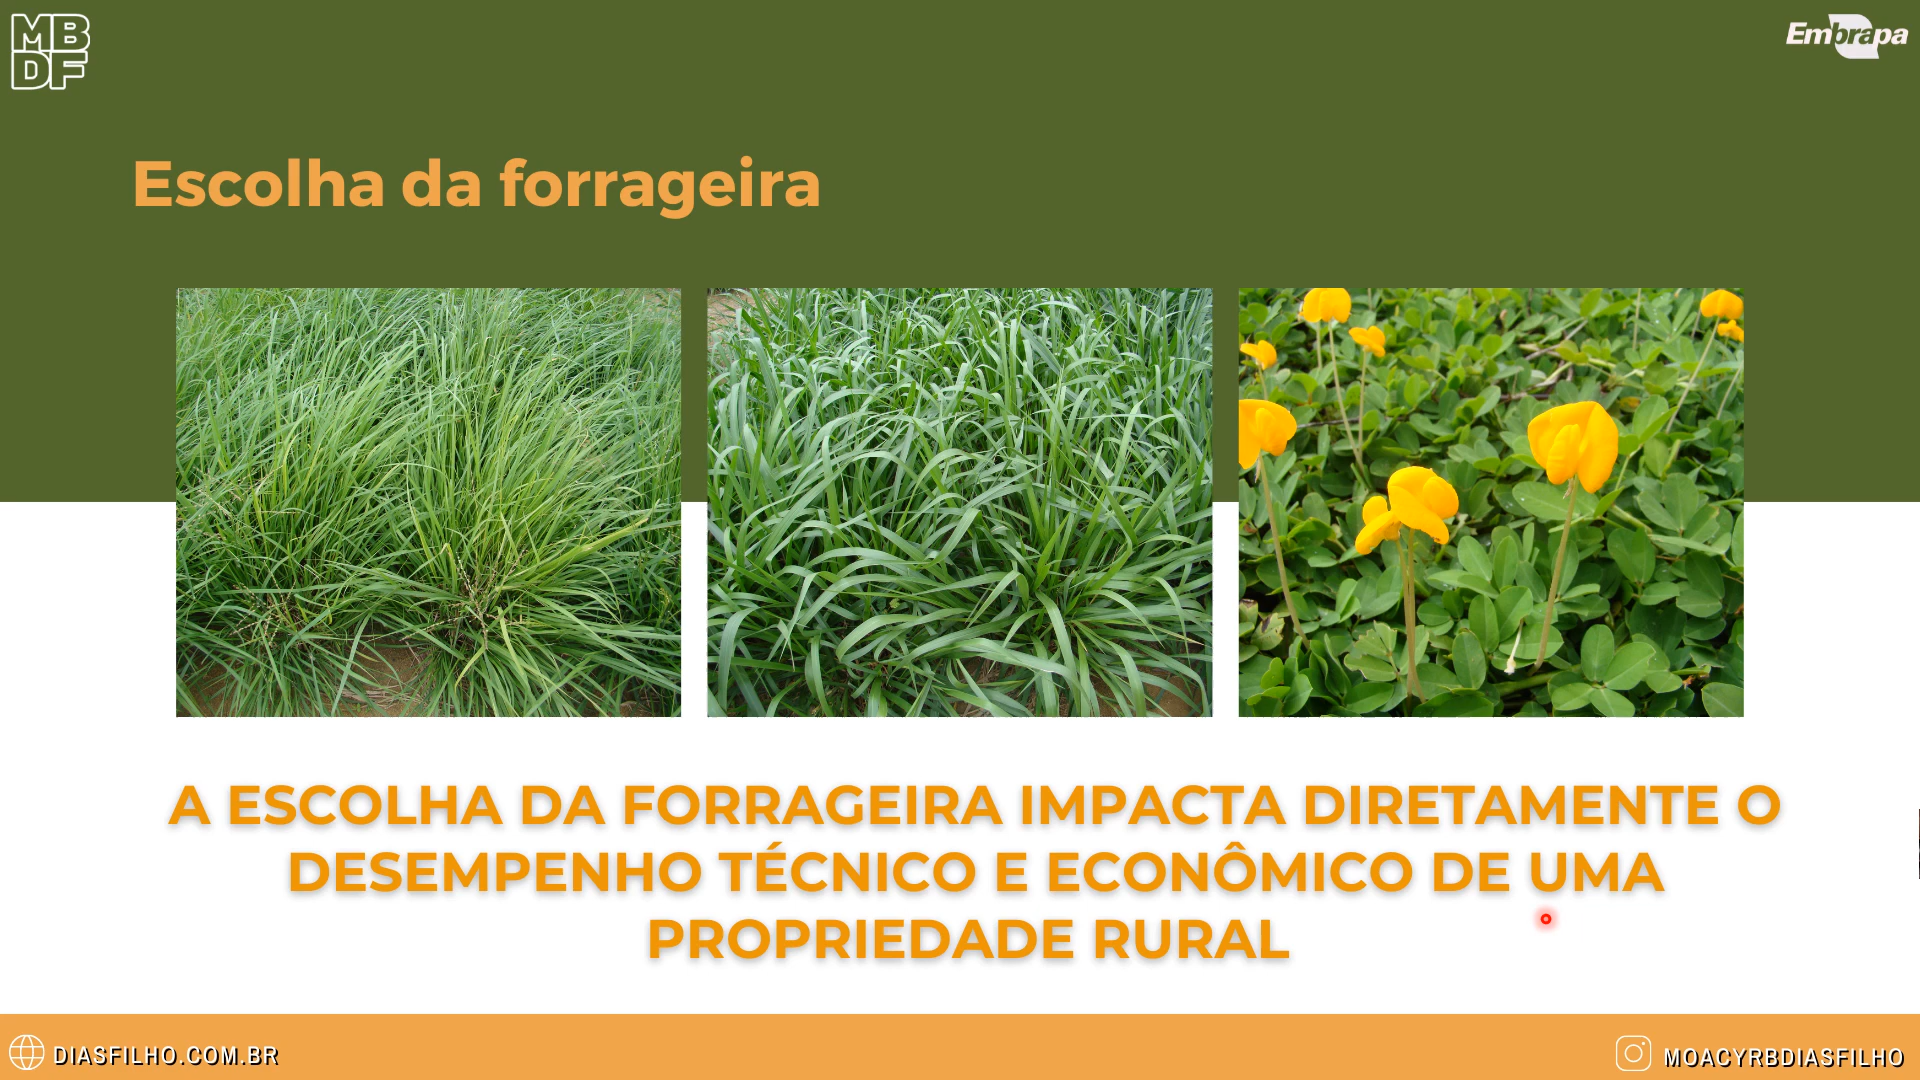 MB
DF
Embrapa
Escolha da forrageira
A ESCOLHA DA FORRAGEIRA IMPACTA DIRETAMENTE O
DESEMPENHO TÉCNICO E ECONÔMICO DE UMA
PROPRIEDADE RURAL
DIASFILHO.COM.BR
MOACYRBDIASFILHO